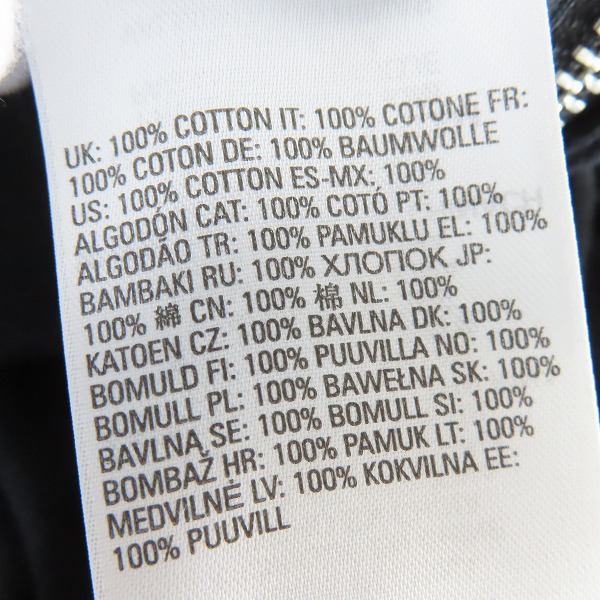 UK: 100% COTTON IT: 100% COTONE FR:
100% COTON DE: 100% BAUMWOLLE
US: 100% COTTON ES-MX: 100%
ALGODÓN CAT: 100% COTÓ PT: 100%
ALGODÃO TR: 100% PAMUKLU EL: 100%
BAMBAKI RU: 100% ХЛОПОК JP:
100% 綿 CN: 100% 棉 NL: 100%
KATOEN CZ: 100% BAVLNA DK: 100%
BOMULD FI: 100% PUUVILLA NO: 100%
BOMULL PL: 100% BAWEŁNA SK: 100%
BAVLNA SE: 100% BOMULL SI: 100%
BOMBAŽ HR: 100% PAMUK LT: 100%
MEDVILNĖ LV: 100% KOKVILNA EE:
100% PUUVILL